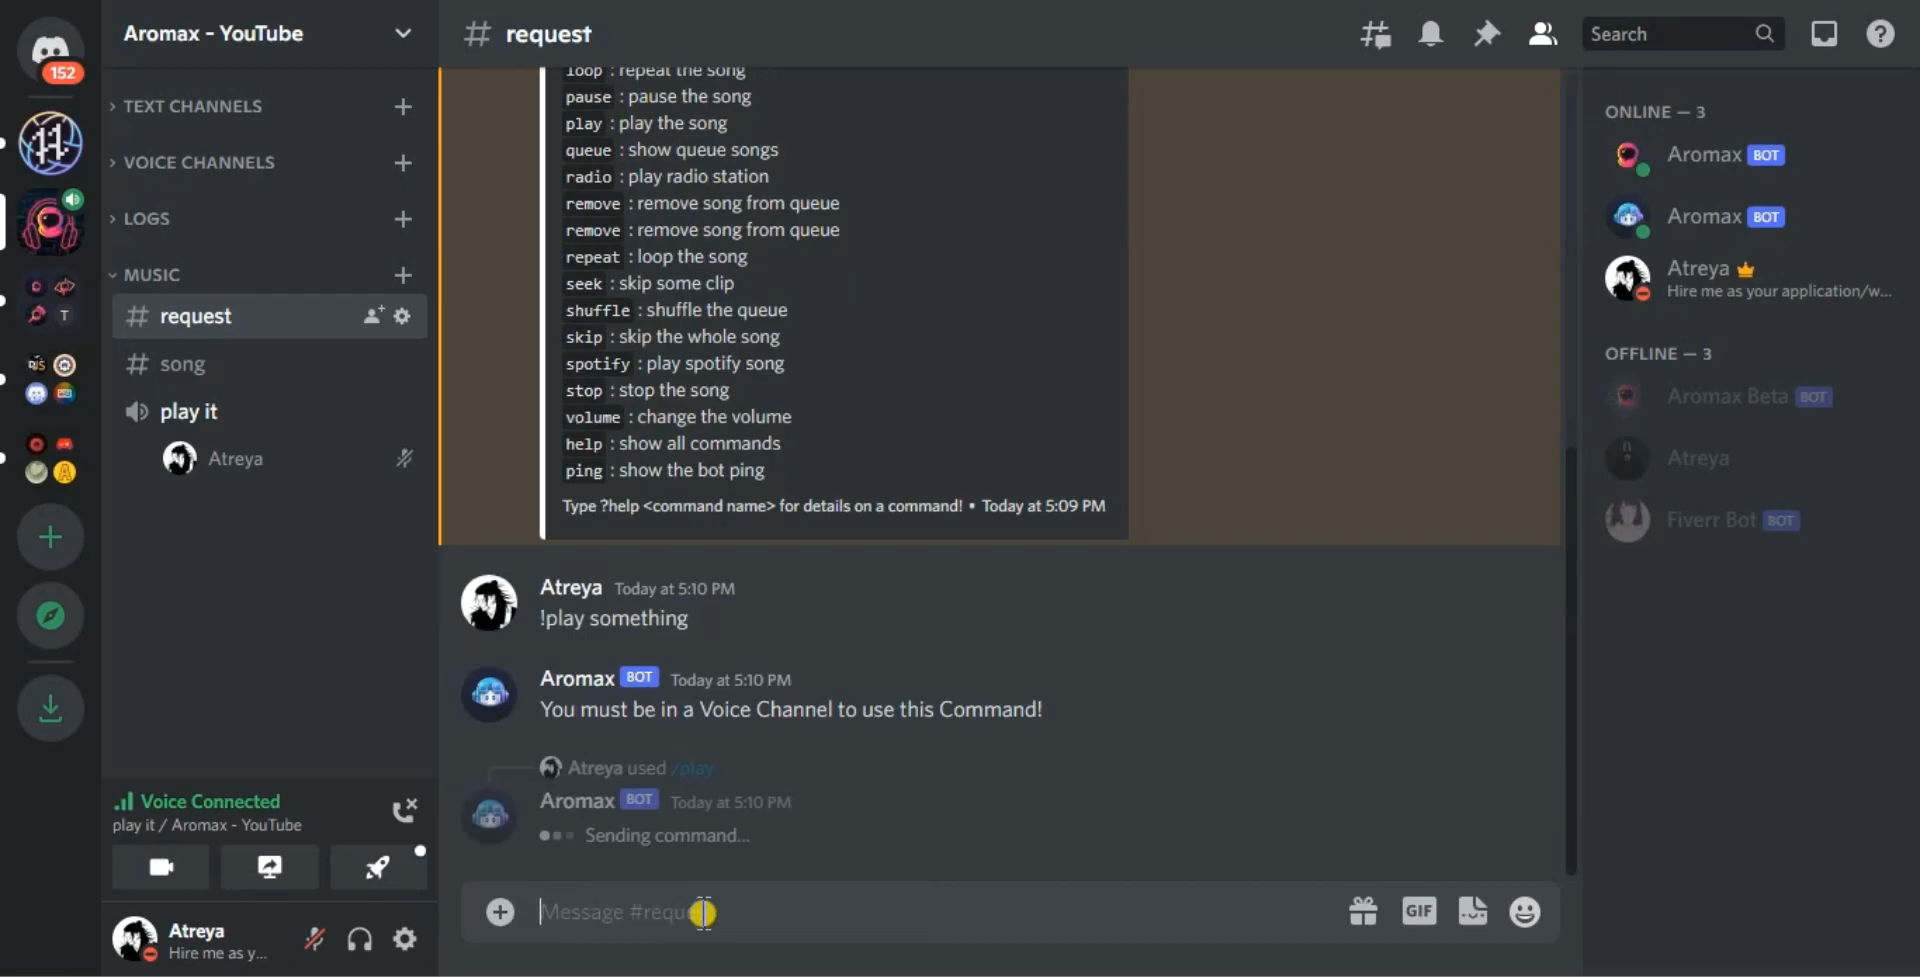 152
Aromax - YouTube
TEXT CHANNELS
VOICE CHANNELS
LOGS
MUSIC
# request
# song
play it
Atreya
Voice Connected
play it / Aromax - YouTube
Atreya
Hire me as y...
# request
Search
loop : repeat the song
pause : pause the song
play : play the song
queue : show queue songs
radio : play radio station
remove : remove song from queue
remove : remove song from queue
repeat : loop the song
seek : skip some clip
shuffle : shuffle the queue
skip : skip the whole song
spotify : play spotify song
stop : stop the song
volume : change the volume
help : show all commands
ping : show the bot ping
Type ?help <command name> for details on a command! • Today at 5:09 PM
Atreya Today at 5:10 PM
!play something
Aromax BOT Today at 5:10 PM
You must be in a Voice Channel to use this Command!
Atreya used /play
Aromax BOT Today at 5:10 PM
Sending command...
Message
GIF
ONLINE — 3
Aromax BOT
Aromax BOT
Atreya
Hire me as your application/w...
OFFLINE — 3
Aromax Beta BOT
Atreya
Fiverr Bot BOT